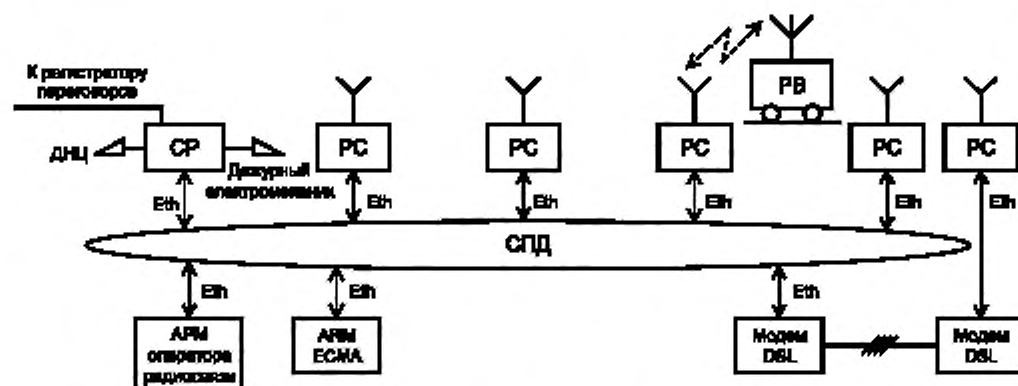 К регистратору
переговоров
ДНЦ
СР
Дежурный
электромеханик
РС
РС
РС
РВ
РС
РС
Eth
Eth
Eth
Eth
Eth
Eth
СПД
Eth
Eth
Eth
АРМ
оператора
радиосвязи
АРМ
ЕСМА
Модем
DSL
Модем
DSL